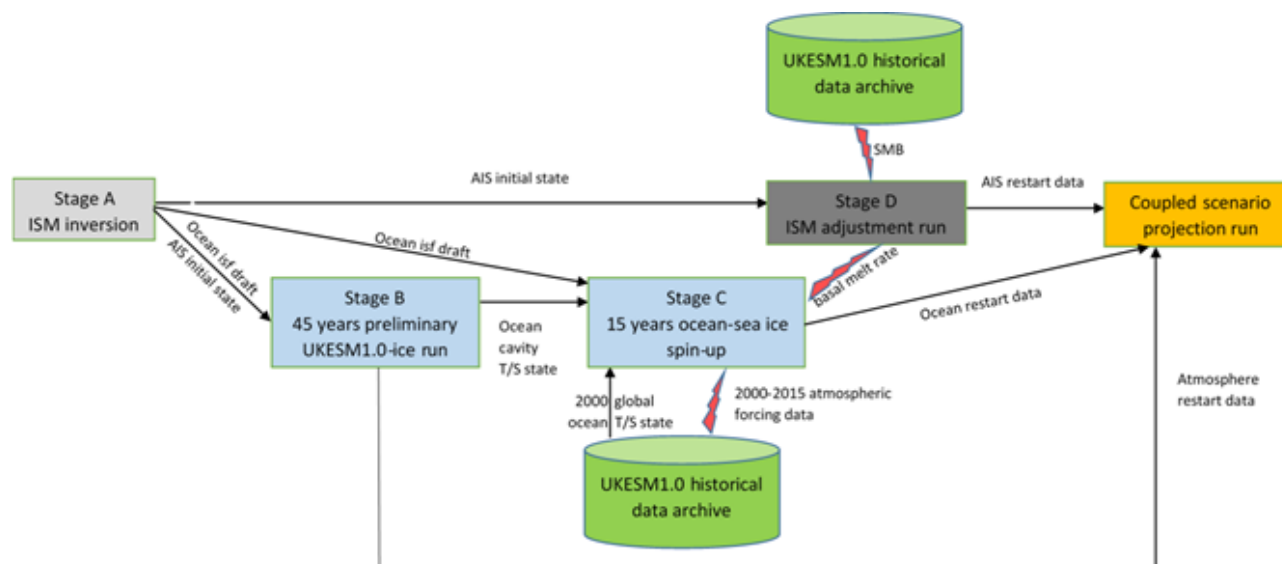 UKESM1.0 historical
data archive
SMB
Stage A
ISM inversion
AIS initial state
Stage D
ISM adjustment run
AIS restart data
Coupled scenario
projection run
Ocean isf draft
Ocean isf draft
AIS initial state
basal melt rate
Stage B
45 years preliminary
UKESM1.0-ice run
Ocean
cavity
T/S state
Stage C
15 years ocean-sea ice
spin-up
Ocean restart data
2000 global
ocean T/S state
2000-2015 atmospheric
forcing data
Atmosphere
restart data
UKESM1.0 historical
data archive